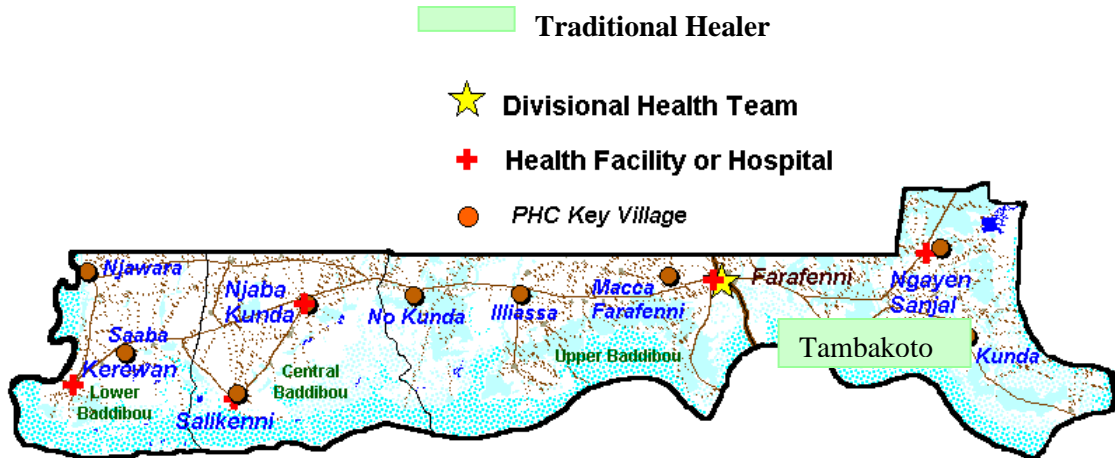 Traditional Healer
Divisional Health Team
Health Facility or Hospital
PHC Key Village
Njawara
Njaba
Kunda
No Kunda
Illiassa
Macca
Farafenni
Farafenni
Ngayen
Sanjal
Saaba
Kerewan
Lower
Baddibou
Central
Baddibou
Upper Baddibou
Tambakoto
Kunda
Salikenni